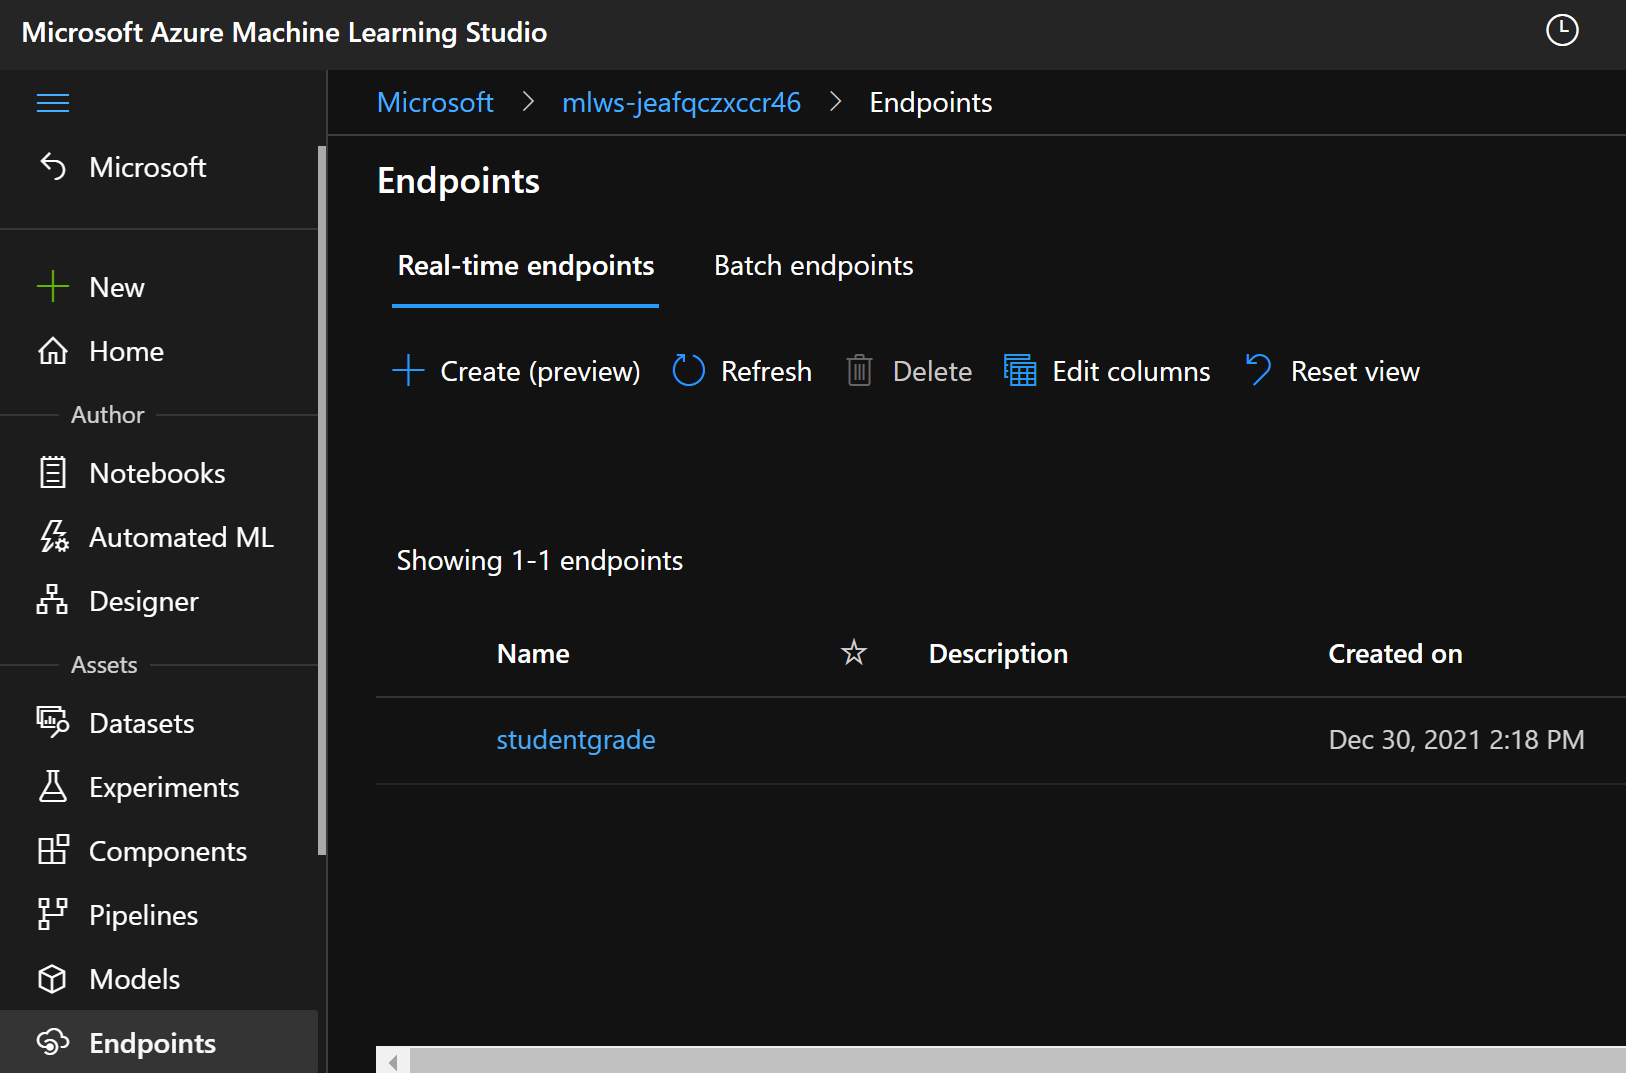 Microsoft Azure Machine Learning Studio
Microsoft > mlws-jeafqczxccr46 > Endpoints
Microsoft
New
Home
Author
Notebooks
Automated ML
Designer
Assets
Datasets
Experiments
Components
Pipelines
Models
Endpoints
Endpoints
Real-time endpoints Batch endpoints
Create (preview) Refresh Delete Edit columns Reset view
Showing 1-1 endpoints
Name Description Created on
studentgrade Dec 30, 2021 2:18 PM